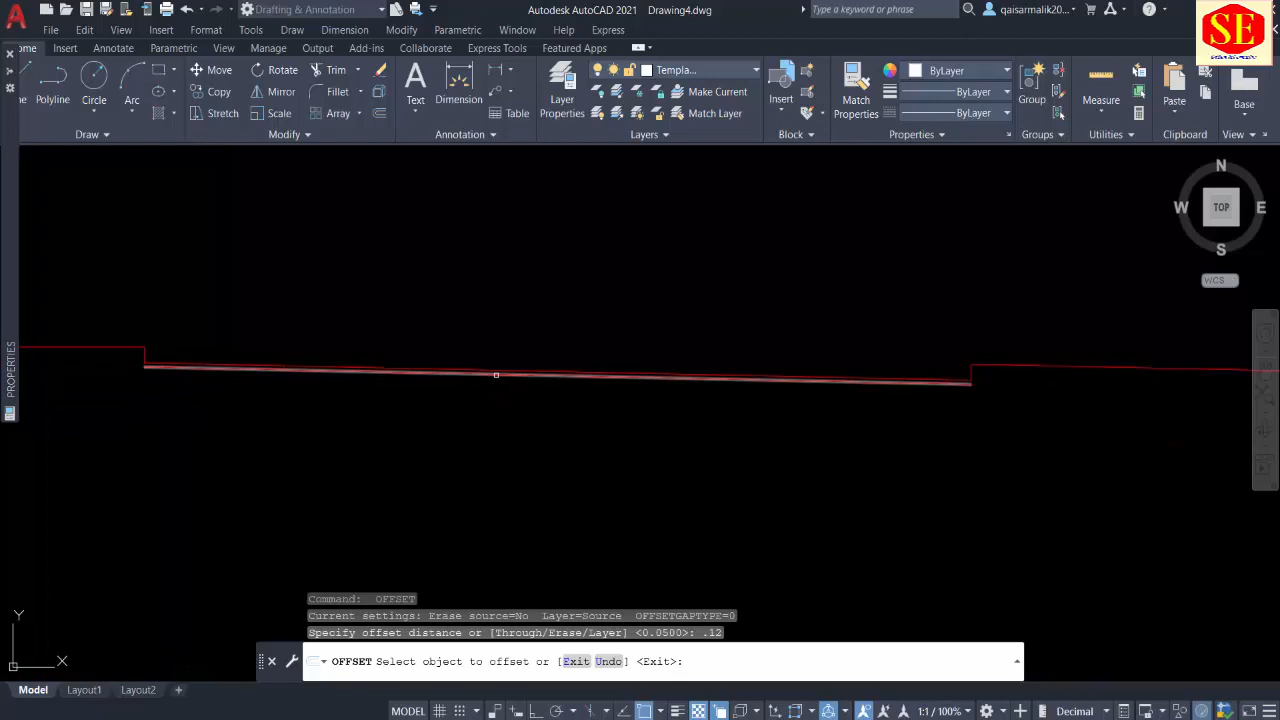 Drafting & Annotation
Autodesk AutoCAD 2021 Drawing4.dwg
Type a keyword or phrase
qaisarmalik20...
SE
File Edit View Insert Format Tools Draw Dimension Modify Parametric Window Help Express
ome Insert Annotate Parametric View Manage Output Add-ins Collaborate Express Tools Featured Apps
Polyline
Circle
Arc
Draw
Move
Rotate
Trim
Copy
Mirror
Fillet
Stretch
Scale
Array
Modify
Text
Dimension
Table
Annotation
Layer
Properties
Templa...
Make Current
Match Layer
Layers
Insert
Block
Match
Properties
ByLayer
ByLayer
ByLayer
Properties
Group
Groups
Measure
Utilities
Paste
Clipboard
Base
View
N
W
TOP
E
S
WCS
PROPERTIES
Y
X
Command: OFFSET
Current settings: Erase source=No Layer=Source OFFSETGAPTYPE=0
Specify offset distance or [Through/Erase/Layer] <0.0500>: .12
OFFSET Select object to offset or [Exit Undo] <Exit>:
Model Layout1 Layout2 +
MODEL
1:1 / 100%
Decimal